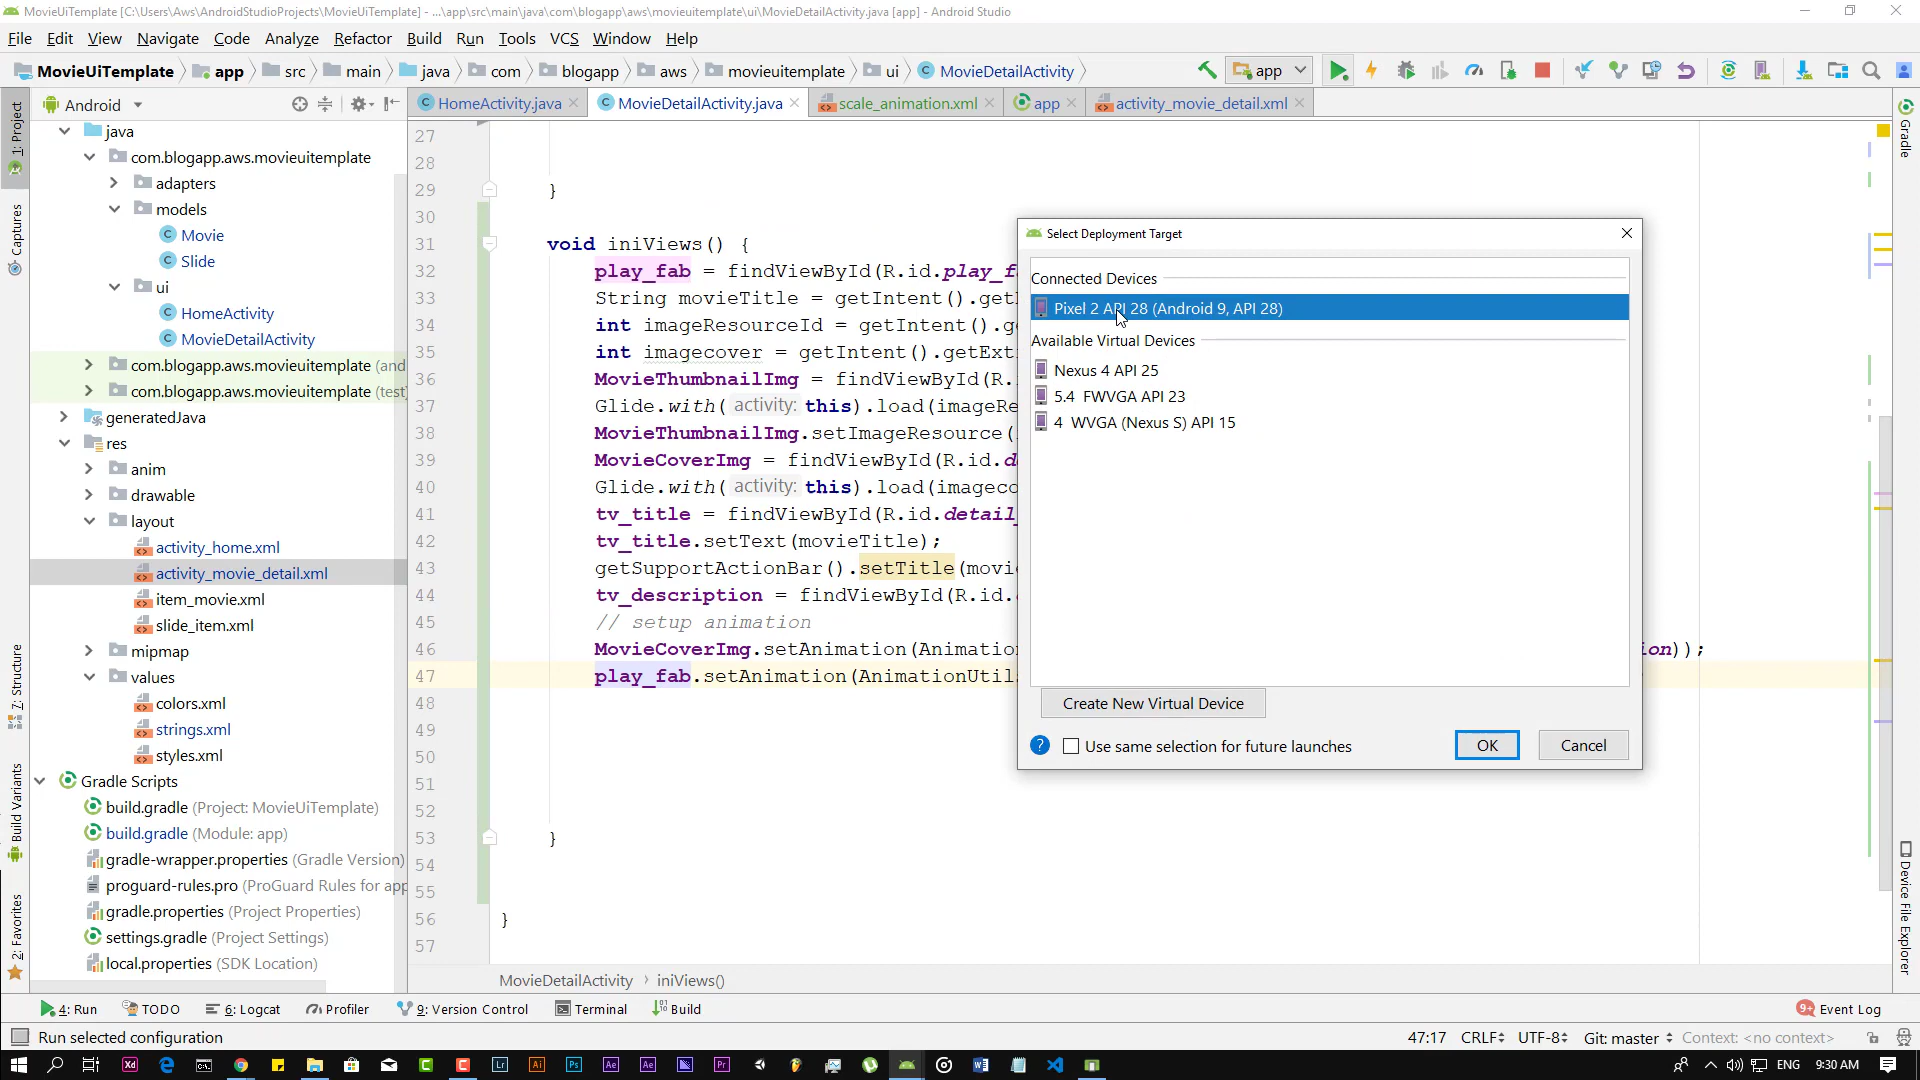 MovieUiTemplate [C:\Users\Aws\AndroidStudioProjects\MovieUiTemplate] - ...\app\src\main\java\com\blogapp\aws\movieuitemplate\ui\MovieDetailActivity.java [app] - Android Studio
File Edit View Navigate Code Analyze Refactor Build Run Tools VCS Window Help
MovieUiTemplate app src main java com blogapp aws movieuitemplate ui MovieDetailActivity app
Android HomeActivity.java MovieDetailActivity.java scale_animation.xml app activity_movie_detail.xml
1: Project
Captures
7: Structure
Build Variants
2: Favorites
java
com.blogapp.aws.movieuitemplate
adapters
models
Movie
Slide
ui
HomeActivity
MovieDetailActivity
com.blogapp.aws.movieuitemplate (and
com.blogapp.aws.movieuitemplate (test)
generatedJava
res
anim
drawable
layout
activity_home.xml
activity_movie_detail.xml
item_movie.xml
slide_item.xml
mipmap
values
colors.xml
strings.xml
styles.xml
Gradle Scripts
build.gradle (Project: MovieUiTemplate)
build.gradle (Module: app)
gradle-wrapper.properties (Gradle Version)
proguard-rules.pro (ProGuard Rules for app
gradle.properties (Project Properties)
settings.gradle (Project Settings)
local.properties (SDK Location)
27
28
29 }
30
31 void iniViews() {
32 play_fab = findViewById(R.id.play_f
33 String movieTitle = getIntent().get
34 int imageResourceId = getIntent().g
35 int imagecover = getIntent().getExt
36 MovieThumbnailImg = findViewById(R.
37 Glide.with( activity: this).load(imageRe
38 MovieThumbnailImg.setImageResource(
39 MovieCoverImg = findViewById(R.id.d
40 Glide.with( activity: this).load(imageco
41 tv_title = findViewById(R.id.detail_
42 tv_title.setText(movieTitle);
43 getSupportActionBar().setTitle(movi
44 tv_description = findViewById(R.id.
45 // setup animation
46 MovieCoverImg.setAnimation(Animation ion));
47 play_fab.setAnimation(AnimationUtils
48
49
50
51
52
53 }
54
55
56 }
57
Select Deployment Target
Connected Devices
Pixel 2 API 28 (Android 9, API 28)
Available Virtual Devices
Nexus 4 API 25
5.4 FWVGA API 23
4 WVGA (Nexus S) API 15
Create New Virtual Device
? Use same selection for future launches OK Cancel
Gradle
Device File Explorer
MovieDetailActivity iniViews()
4: Run TODO 6: Logcat Profiler 9: Version Control Terminal Build Event Log
Run selected configuration 47:17 CRLF UTF-8 Git: master Context: <no context>
Xd Lr Ai Ps Ae Ae Pr ENG 9:30 AM